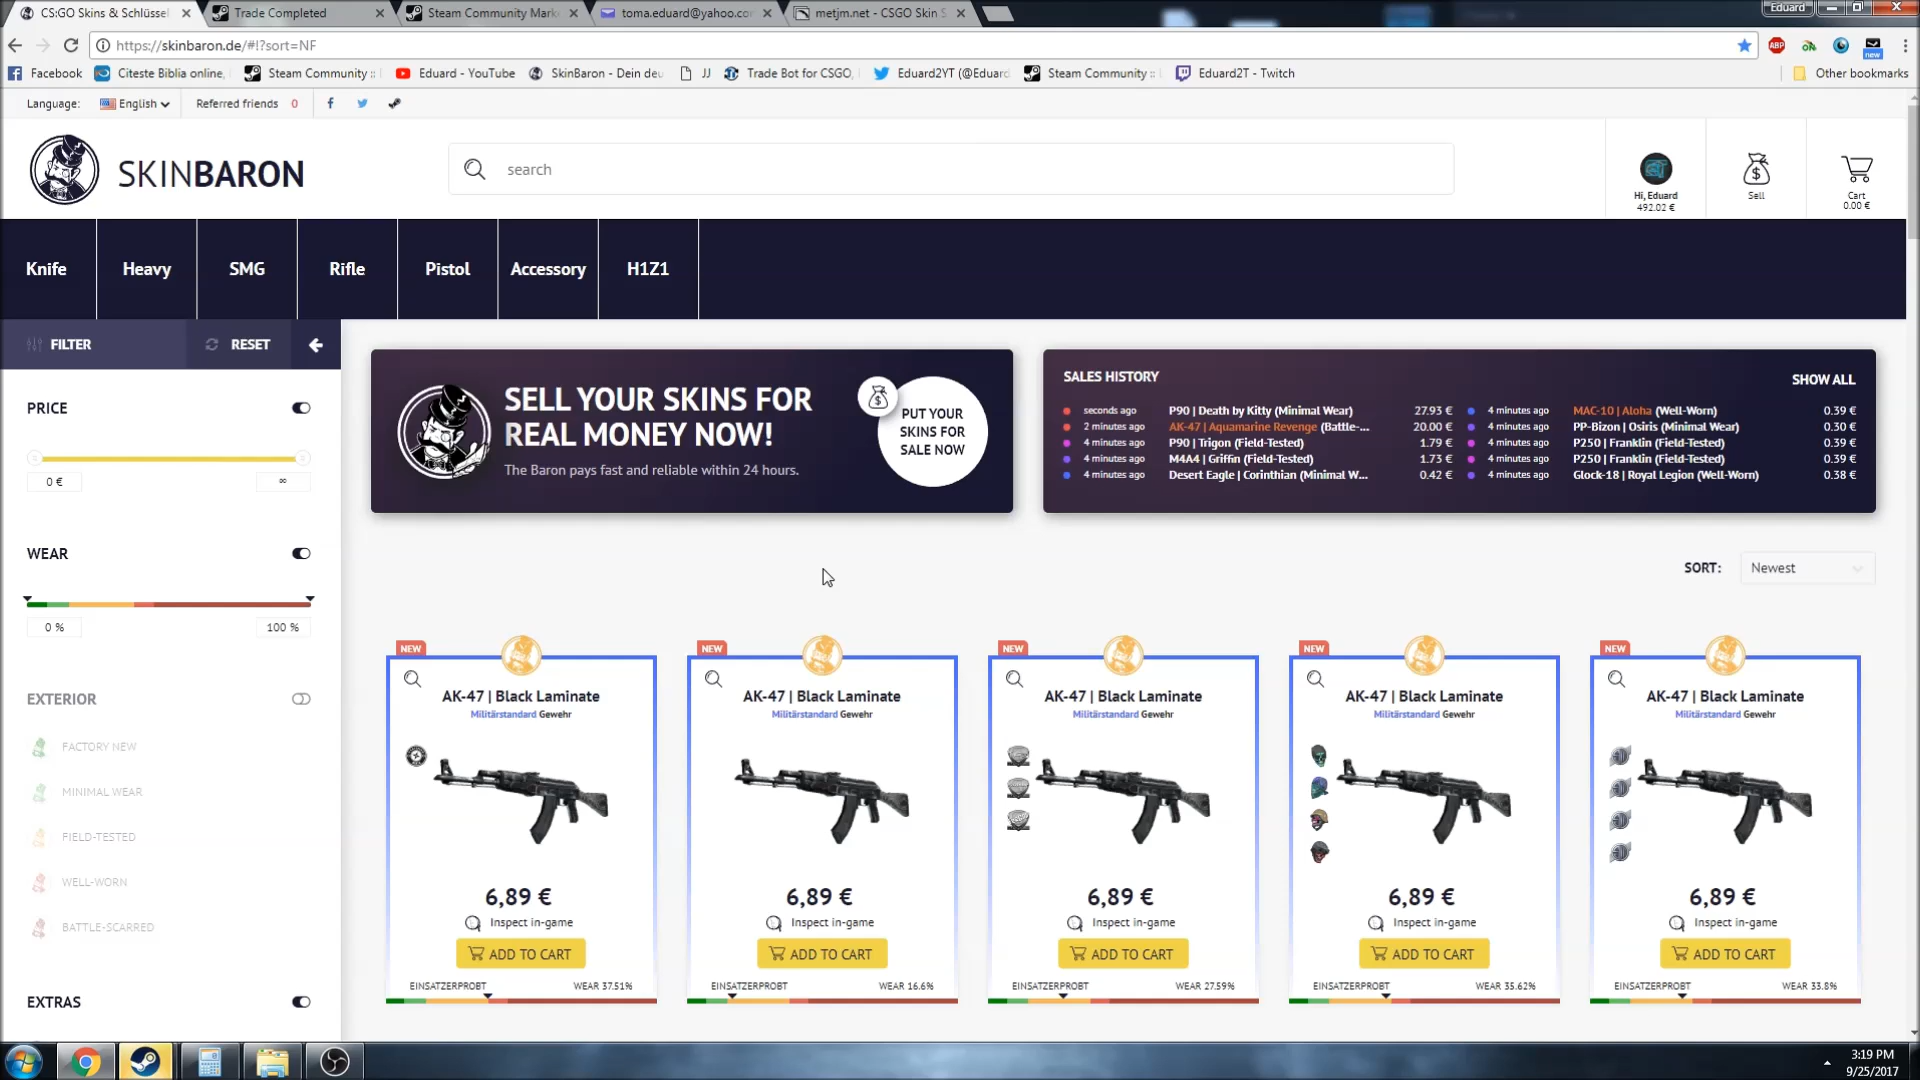 CS:GO Skins & Schlüssel
Trade Completed
Steam Community Mark
toma.eduard@yahoo.co
metjm.net - CSGO Skin S
Eduard
https://skinbaron.de/#!?sort=NF
ABP
new
Facebook
Citeste Biblia online,
Steam Community ::
Eduard - YouTube
SkinBaron - Dein deu
JJ
Trade Bot for CSGO,
Eduard2YT (@Eduard
Steam Community ::
Eduard2T - Twitch
Other bookmarks
Language:
English
Referred friends 0
SKINBARON
search
Hi, Eduard
492.02 €
Sell
Cart
0.00 €
Knife
Heavy
SMG
Rifle
Pistol
Accessory
H1Z1
FILTER
RESET
PRICE
0 €
∞
WEAR
0 %
100 %
EXTERIOR
FACTORY NEW
MINIMAL WEAR
FIELD-TESTED
WELL-WORN
BATTLE-SCARRED
EXTRAS
SELL YOUR SKINS FOR
REAL MONEY NOW!
The Baron pays fast and reliable within 24 hours.
PUT YOUR
SKINS FOR
SALE NOW
SALES HISTORY
SHOW ALL
seconds ago P90 | Death by Kitty (Minimal Wear) 27.93 €
2 minutes ago AK-47 | Aquamarine Revenge (Battle-... 20.00 €
4 minutes ago P90 | Trigon (Field-Tested) 1.79 €
4 minutes ago M4A4 | Griffin (Field-Tested) 1.73 €
4 minutes ago Desert Eagle | Corinthian (Minimal W... 0.42 €
4 minutes ago MAC-10 | Aloha (Well-Worn) 0.39 €
4 minutes ago PP-Bizon | Osiris (Minimal Wear) 0.30 €
4 minutes ago P250 | Franklin (Field-Tested) 0.39 €
4 minutes ago P250 | Franklin (Field-Tested) 0.39 €
4 minutes ago Glock-18 | Royal Legion (Well-Worn) 0.38 €
SORT:
Newest
NEW
AK-47 | Black Laminate
Militärstandard Gewehr
6,89 €
Inspect in-game
ADD TO CART
EINSATZERPROBT WEAR 37.51%
NEW
AK-47 | Black Laminate
Militärstandard Gewehr
6,89 €
Inspect in-game
ADD TO CART
EINSATZERPROBT WEAR 16.6%
NEW
AK-47 | Black Laminate
Militärstandard Gewehr
6,89 €
Inspect in-game
ADD TO CART
EINSATZERPROBT WEAR 27.59%
NEW
AK-47 | Black Laminate
Militärstandard Gewehr
6,89 €
Inspect in-game
ADD TO CART
EINSATZERPROBT WEAR 35.62%
NEW
AK-47 | Black Laminate
Militärstandard Gewehr
6,89 €
Inspect in-game
ADD TO CART
EINSATZERPROBT WEAR 33.8%
3:19 PM
9/25/2017